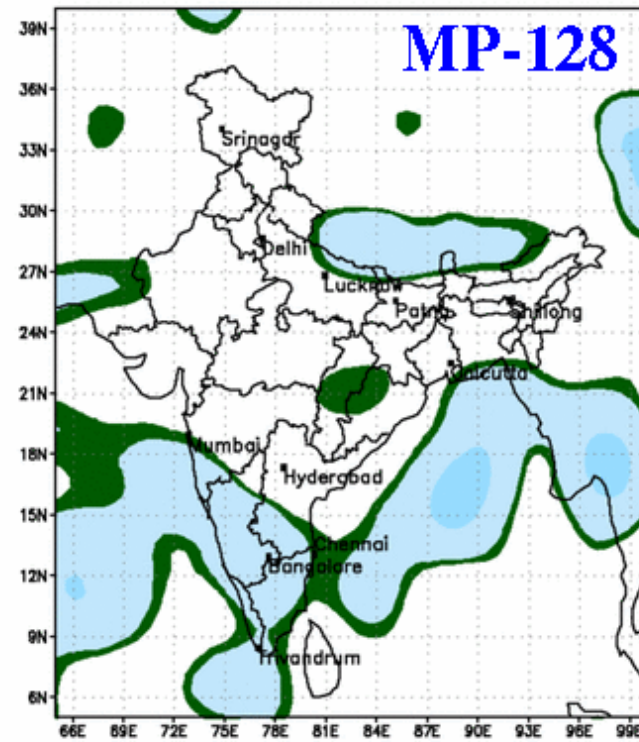 39N
MP-128
36N
Srinagar
33N
30N
Delhi
27N
Lucknow
Patna
Shilong
24N
Calcutta
21N
Mumbai
18N
Hyderabad
15N
Chennai
Bangalore
12N
9N
Trivandrum
6N
66E 69E 72E 75E 78E 81E 84E 87E 90E 93E 96E 99E